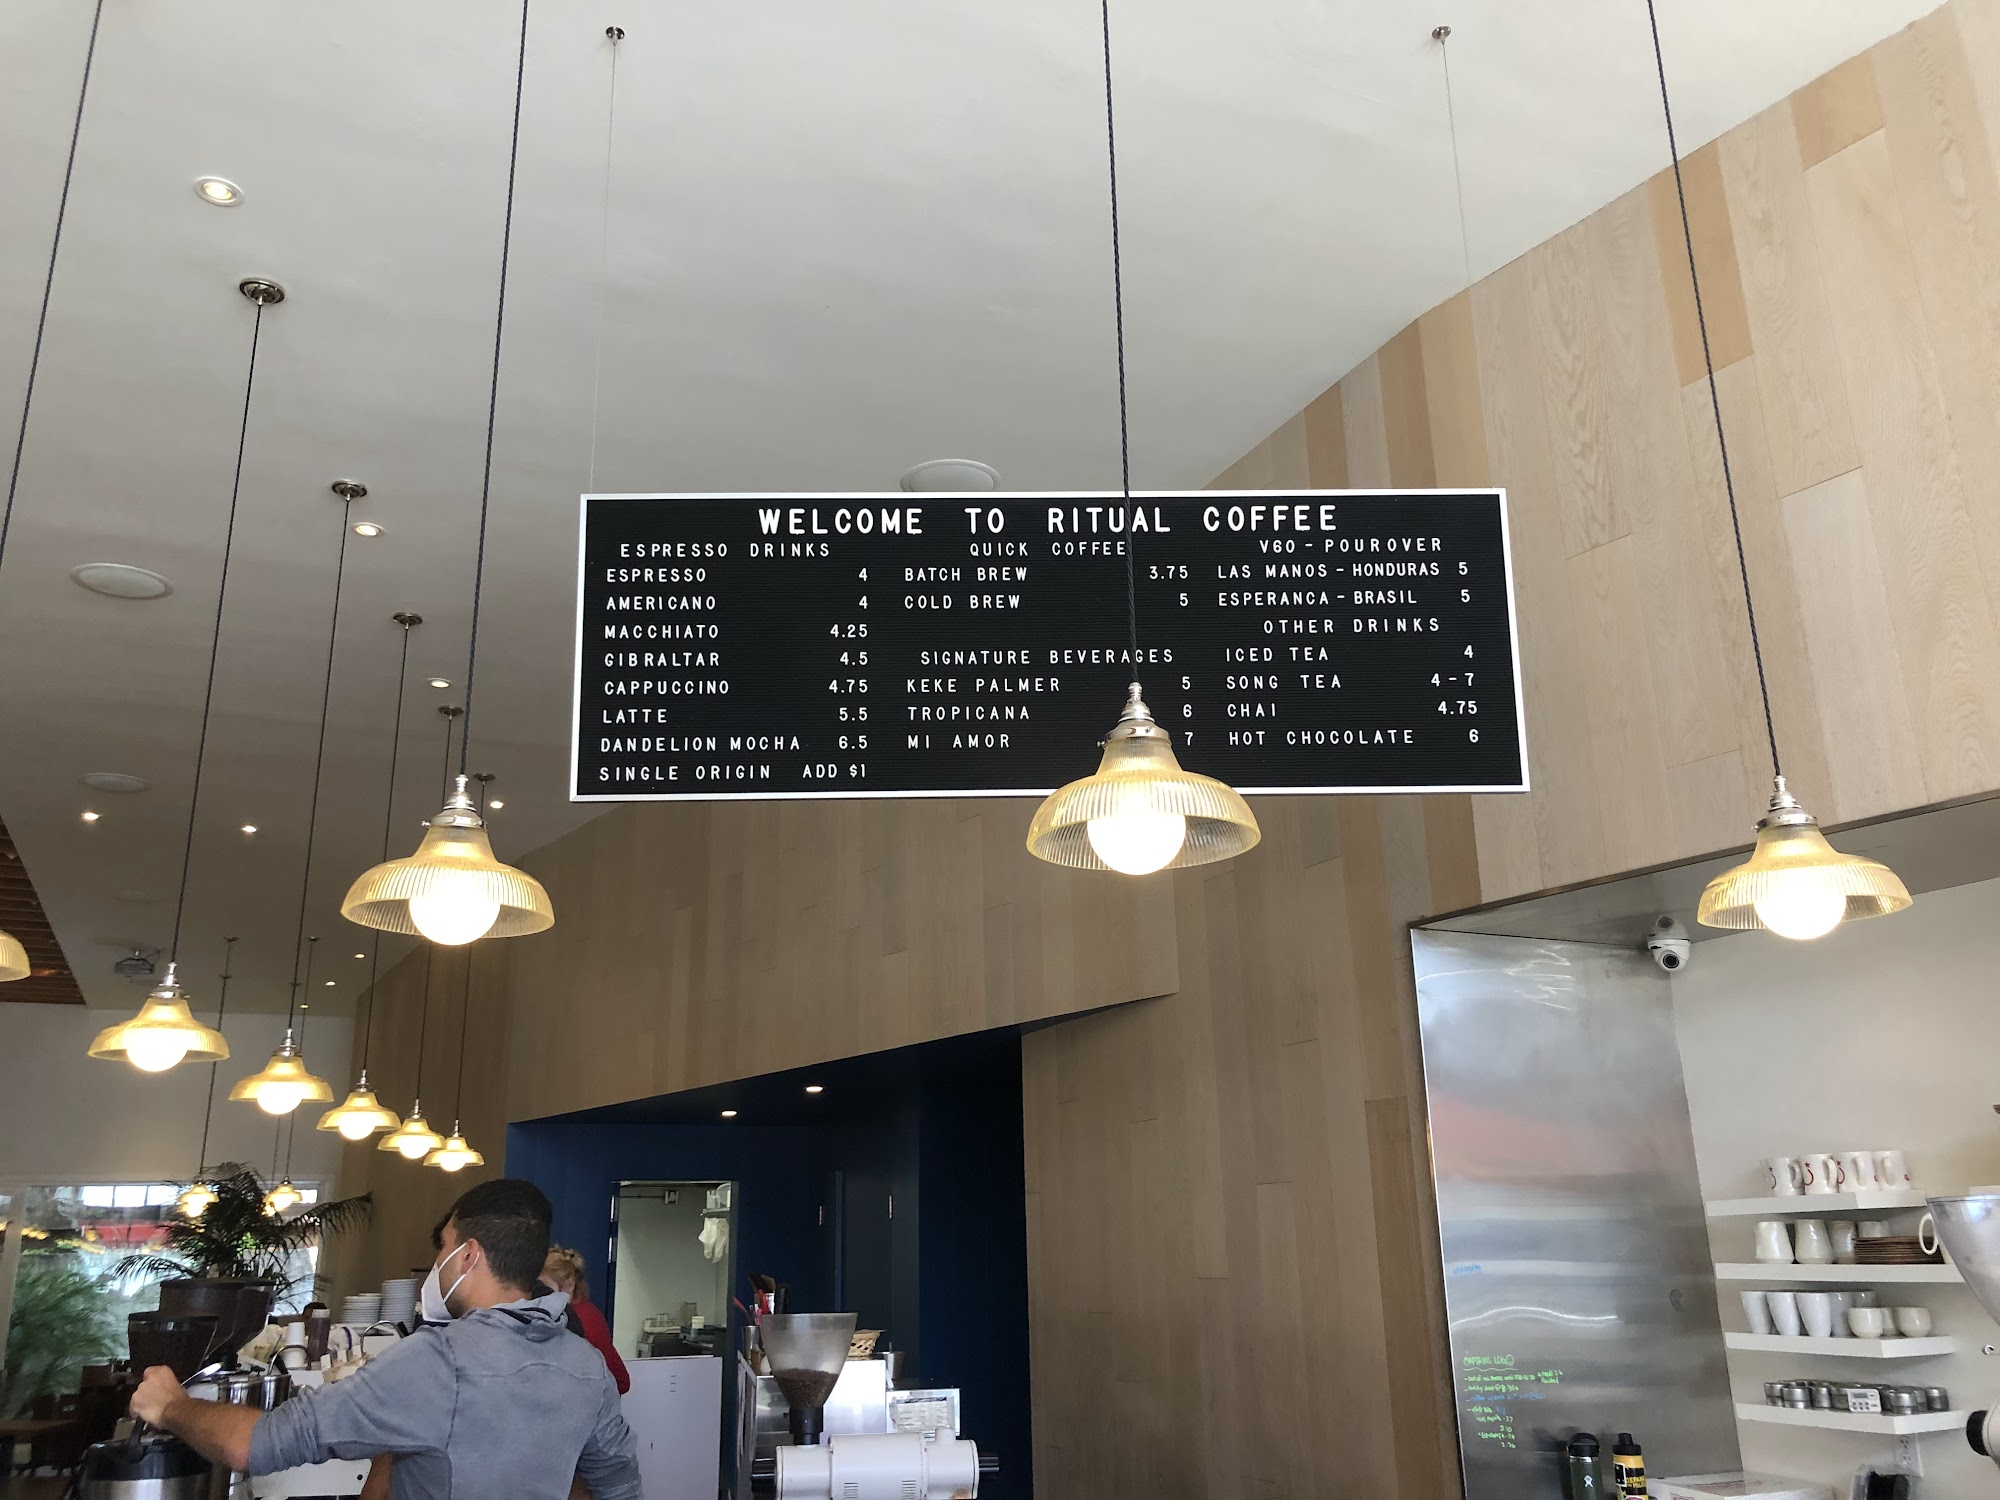 WELCOME TO RITUAL COFFEE
ESPRESSO DRINKS
ESPRESSO 4
AMERICANO 4
MACCHIATO 4.25
GIBRALTAR 4.5
CAPPUCCINO 4.75
LATTE 5.5
DANDELION MOCHA 6.5
SINGLE ORIGIN ADD $1
QUICK COFFEE
BATCH BREW 3.75
COLD BREW 5
SIGNATURE BEVERAGES
KEKE PALMER 5
TROPICANA 6
MI AMOR 7
V60 - POUROVER
LAS MANOS - HONDURAS 5
ESPERANCA - BRASIL 5
OTHER DRINKS
ICED TEA 4
SONG TEA 4 - 7
CHAI 4.75
HOT CHOCOLATE 6
CAPTAINS LOG